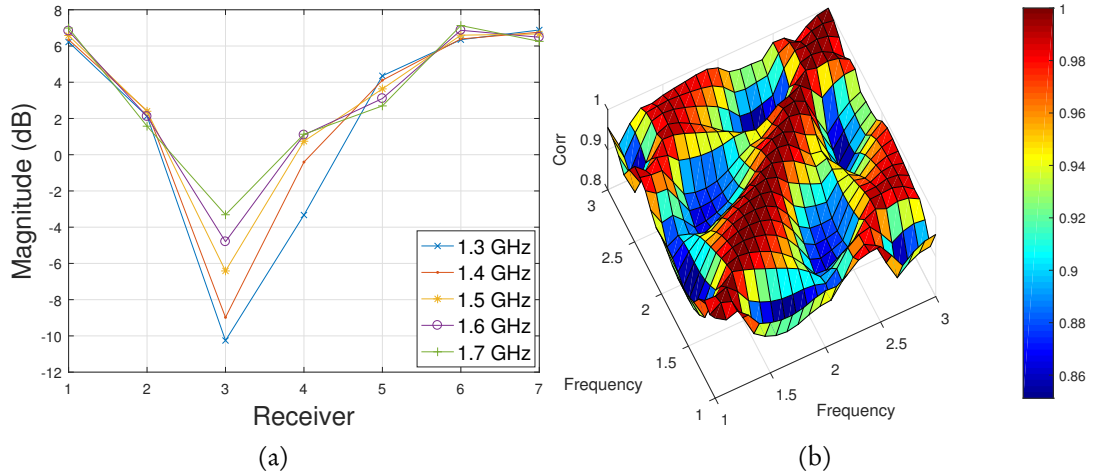 8
6
4
2
0
-2
-4
-6
-8
-10
-12
Magnitude (dB)
1.3 GHz
1.4 GHz
1.5 GHz
1.6 GHz
1.7 GHz
1 2 3 4 5 6 7
Receiver
(a)
1
0.9
0.8
Corr
3
2.5
2
1.5
1
Frequency
1
1.5
2
2.5
3
Frequency
(b)
1
0.98
0.96
0.94
0.92
0.9
0.88
0.86